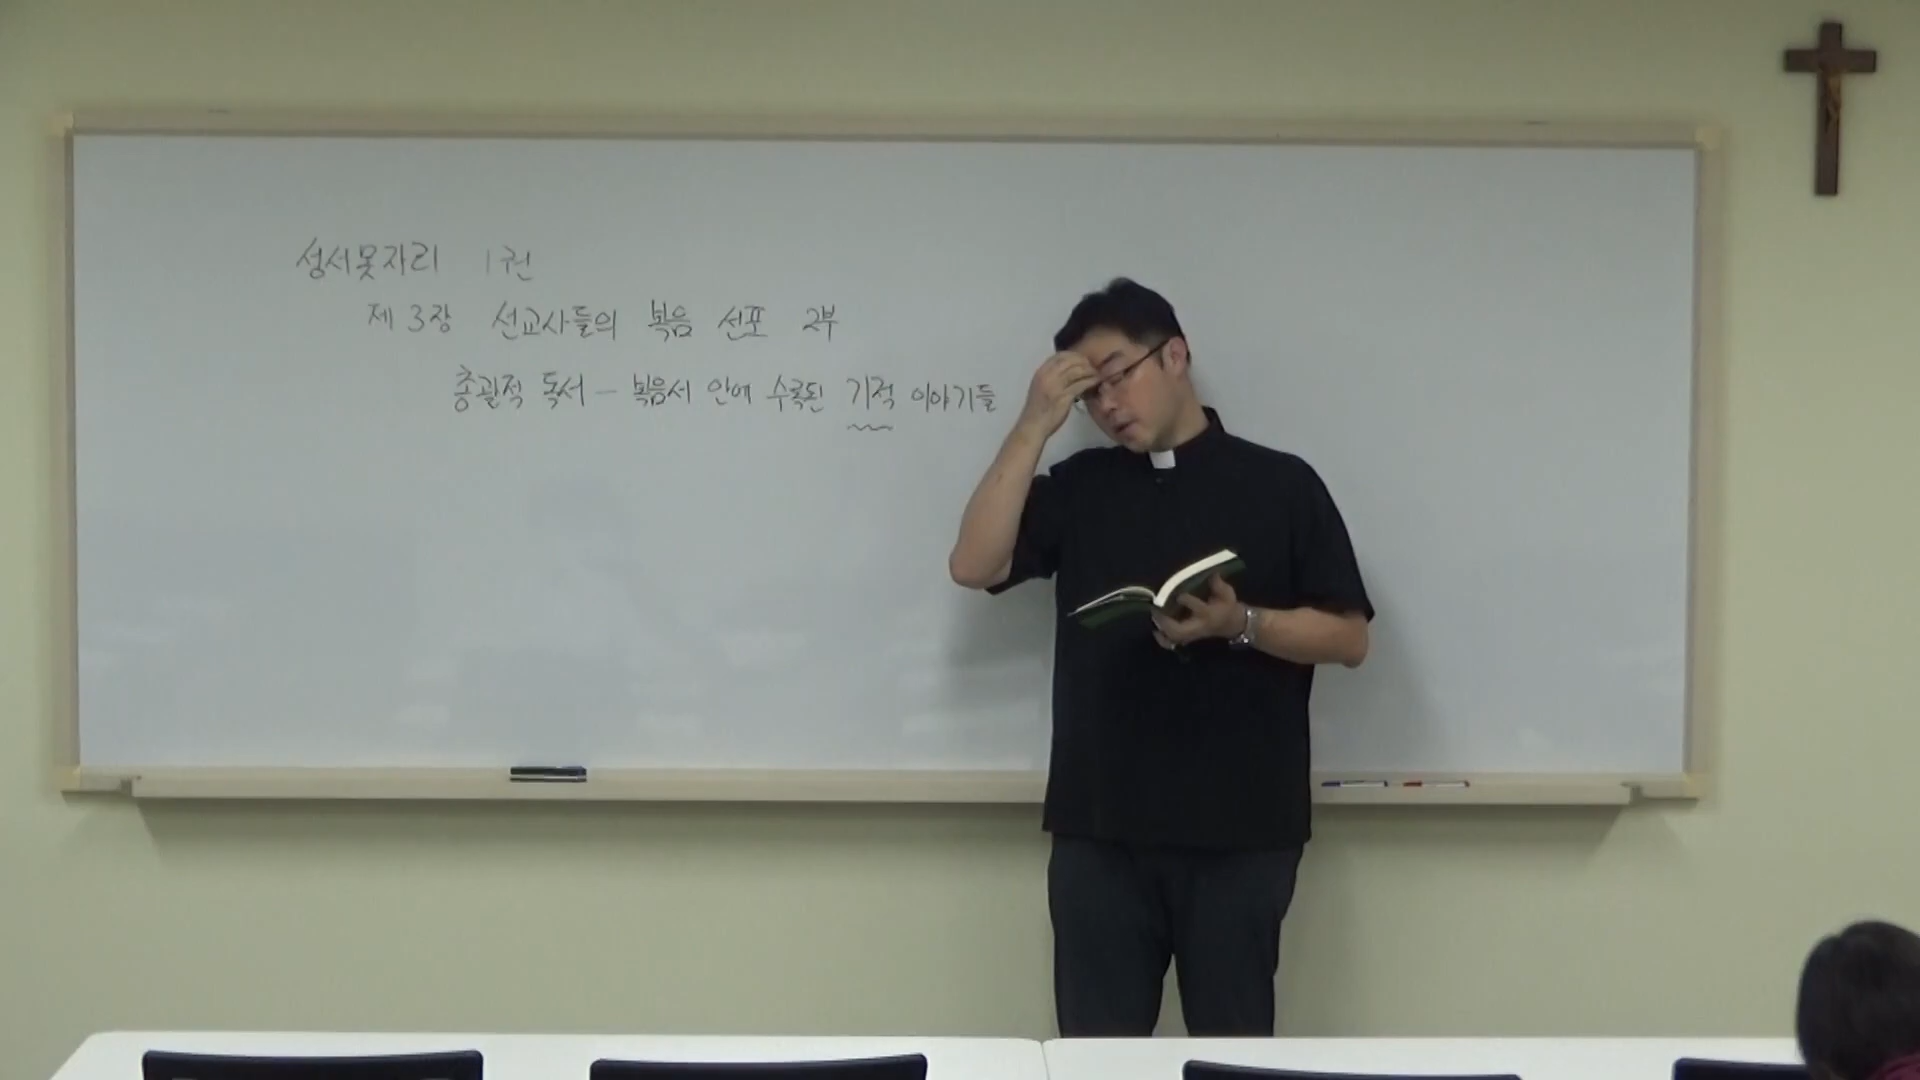 성서못자리 1권
제3장 선교사들의 복음 선포 2부
총괄적 독서 – 복음서 안에 수록된 기적 이야기들